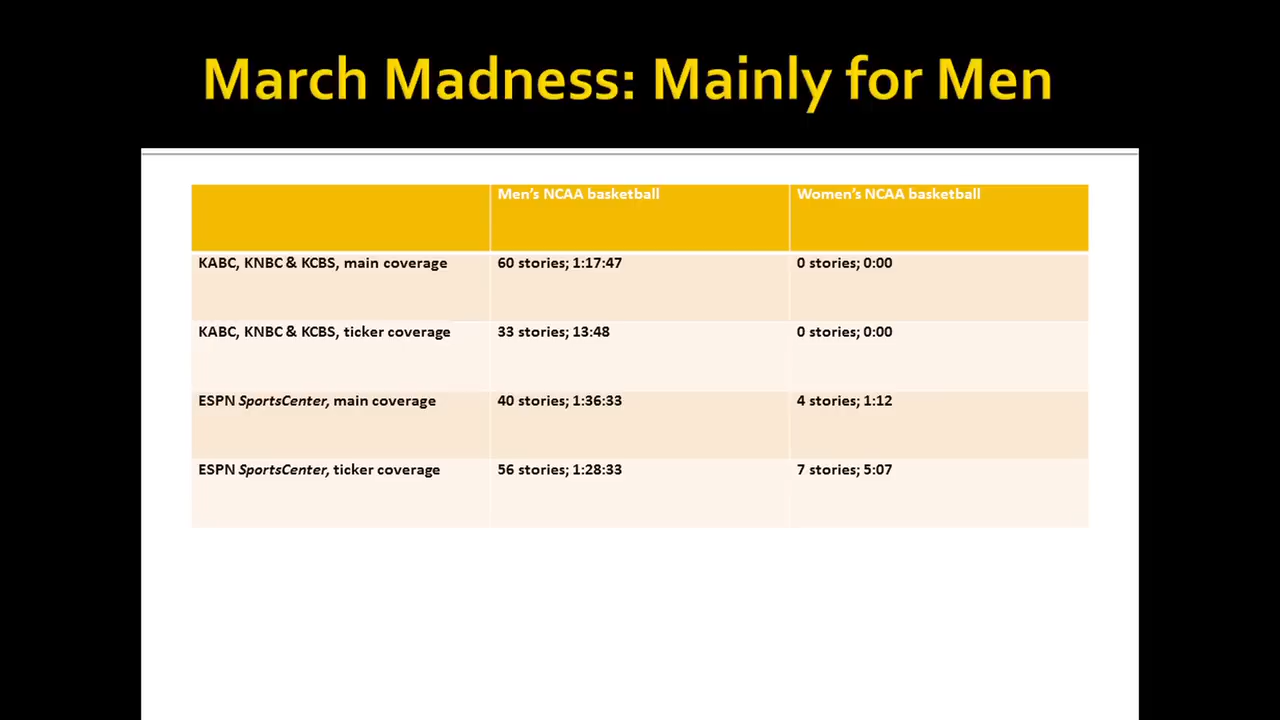 March Madness: Mainly for Men
Men's NCAA basketball Women's NCAA basketball
KABC, KNBC & KCBS, main coverage 60 stories; 1:17:47 0 stories; 0:00
KABC, KNBC & KCBS, ticker coverage 33 stories; 13:48 0 stories; 0:00
ESPN SportsCenter, main coverage 40 stories; 1:36:33 4 stories; 1:12
ESPN SportsCenter, ticker coverage 56 stories; 1:28:33 7 stories; 5:07